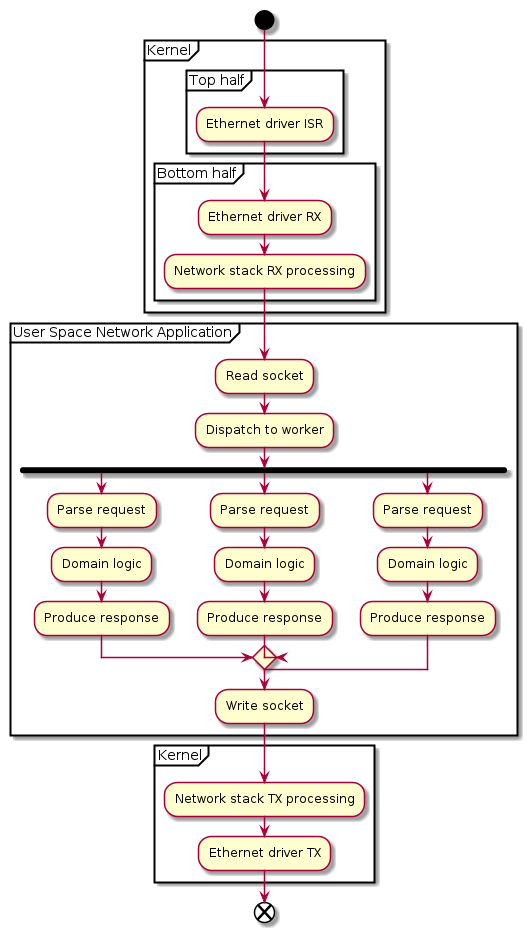 Kernel
Top half
Ethernet driver ISR
Bottom half
Ethernet driver RX
Network stack RX processing
User Space Network Application
Read socket
Dispatch to worker
Parse request
Parse request
Parse request
Domain logic
Domain logic
Domain logic
Produce response
Produce response
Produce response
Write socket
Kernel
Network stack TX processing
Ethernet driver TX